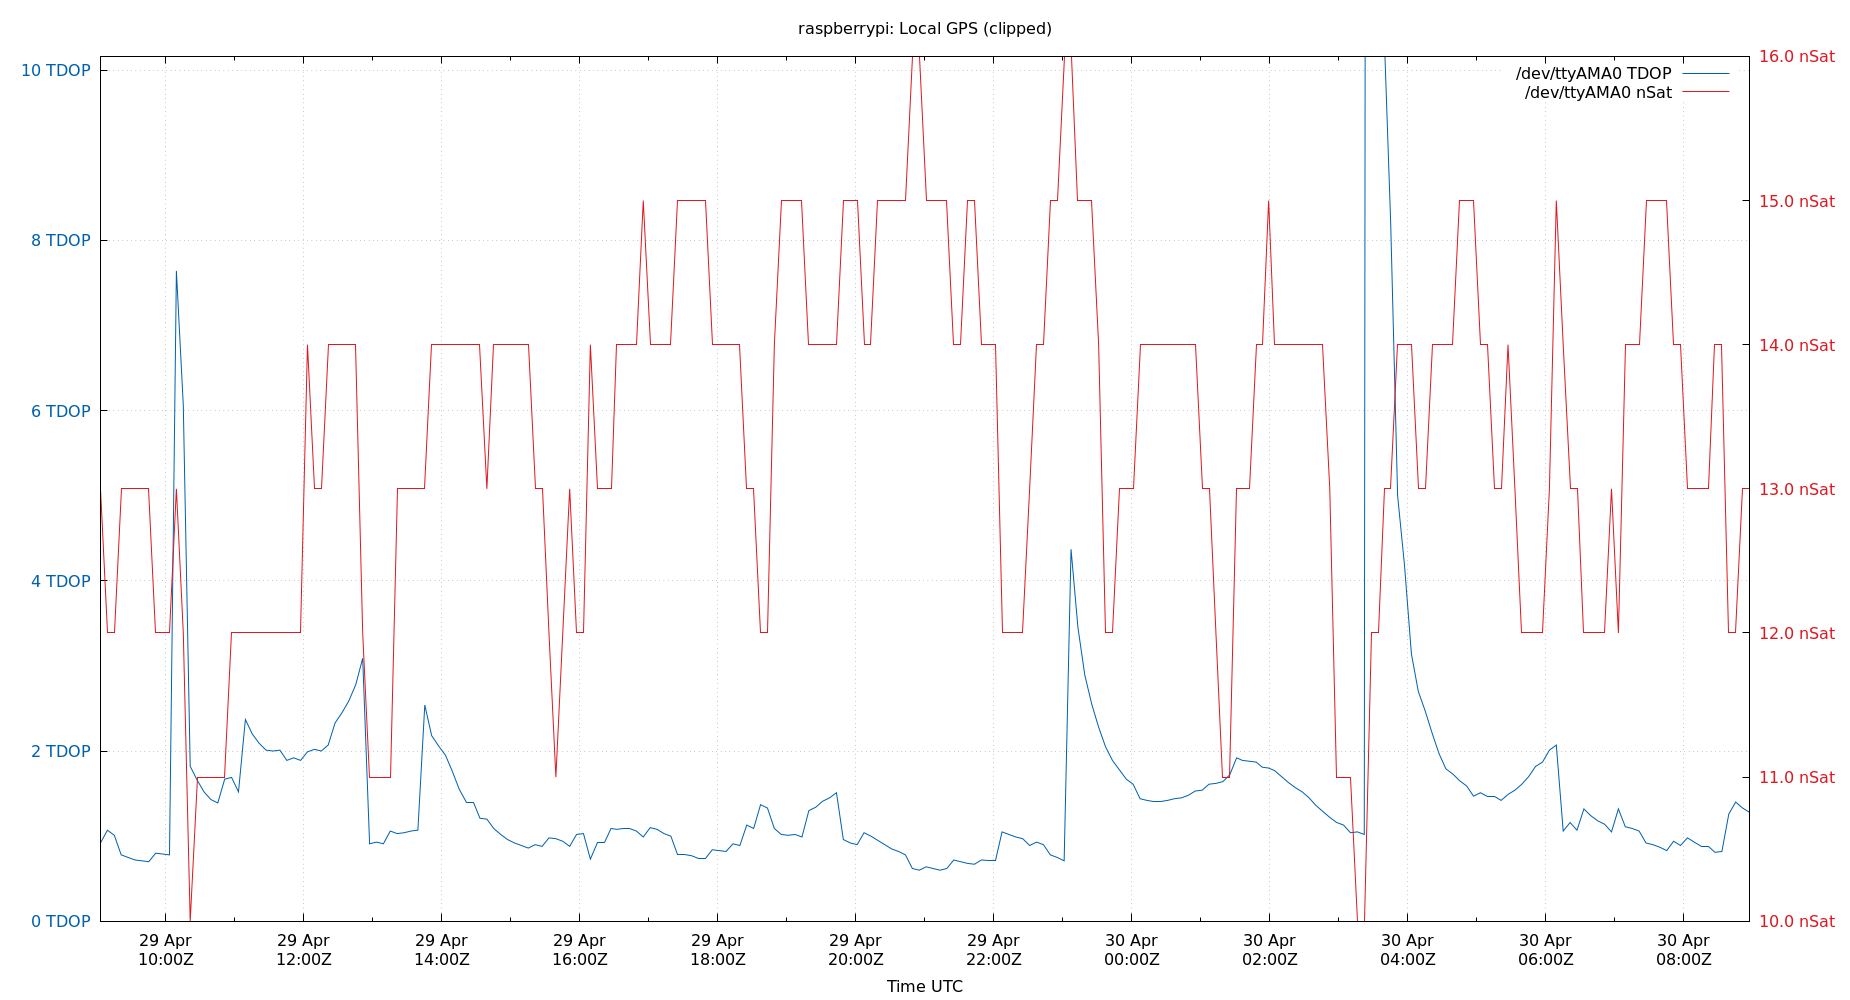 raspberrypi: Local GPS (clipped)
10 TDOP
8 TDOP
6 TDOP
4 TDOP
2 TDOP
0 TDOP
16.0 nSat
15.0 nSat
14.0 nSat
13.0 nSat
12.0 nSat
11.0 nSat
10.0 nSat
/dev/ttyAMA0 TDOP
/dev/ttyAMA0 nSat
29 Apr
10:00Z
29 Apr
12:00Z
29 Apr
14:00Z
29 Apr
16:00Z
29 Apr
18:00Z
29 Apr
20:00Z
29 Apr
22:00Z
30 Apr
00:00Z
30 Apr
02:00Z
30 Apr
04:00Z
30 Apr
06:00Z
30 Apr
08:00Z
Time UTC